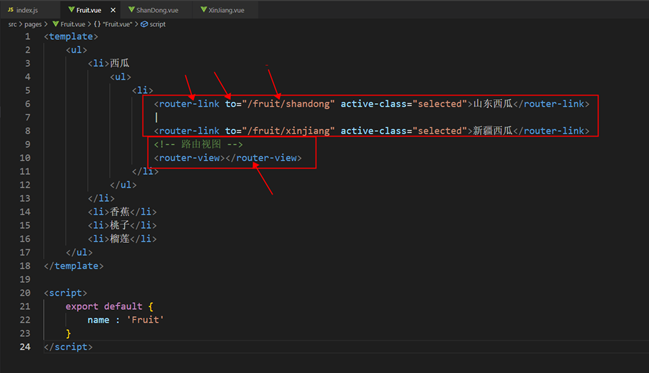 index.js Fruit.vue × ShanDong.vue XinJiang.vue
src > pages > Fruit.vue > {} "Fruit.vue" > script
1 <template>
2 <ul>
3 <li>西瓜
4 <ul>
5 <li>
6 <router-link to="/fruit/shandong" active-class="selected">山东西瓜</router-link>
7 |
8 <router-link to="/fruit/xinjiang" active-class="selected">新疆西瓜</router-link>
9 <!-- 路由视图 -->
10 <router-view></router-view>
11 </li>
12 </ul>
13 </li>
14 <li>香蕉</li>
15 <li>桃子</li>
16 <li>榴莲</li>
17 </ul>
18 </template>
19
20 <script>
21 export default {
22 name : 'Fruit'
23 }
24 </script>